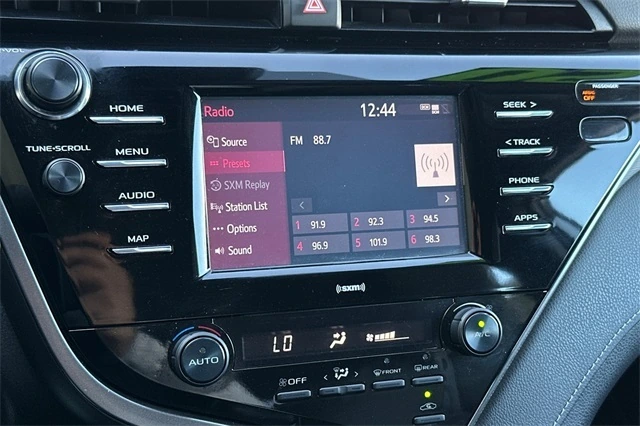 VOL
HOME
MENU
TUNE•SCROLL
AUDIO
MAP
Radio
12:44
Source
FM 88.7
Presets
SXM Replay
Station List
Options
Sound
1 91.9 2 92.3 3 94.5
4 96.9 5 101.9 6 98.3
((sxm))
SEEK >
< TRACK
PHONE
APPS
PASSENGER
AIRBAG
OFF
AUTO
LO
A/C
OFF
FRONT
REAR